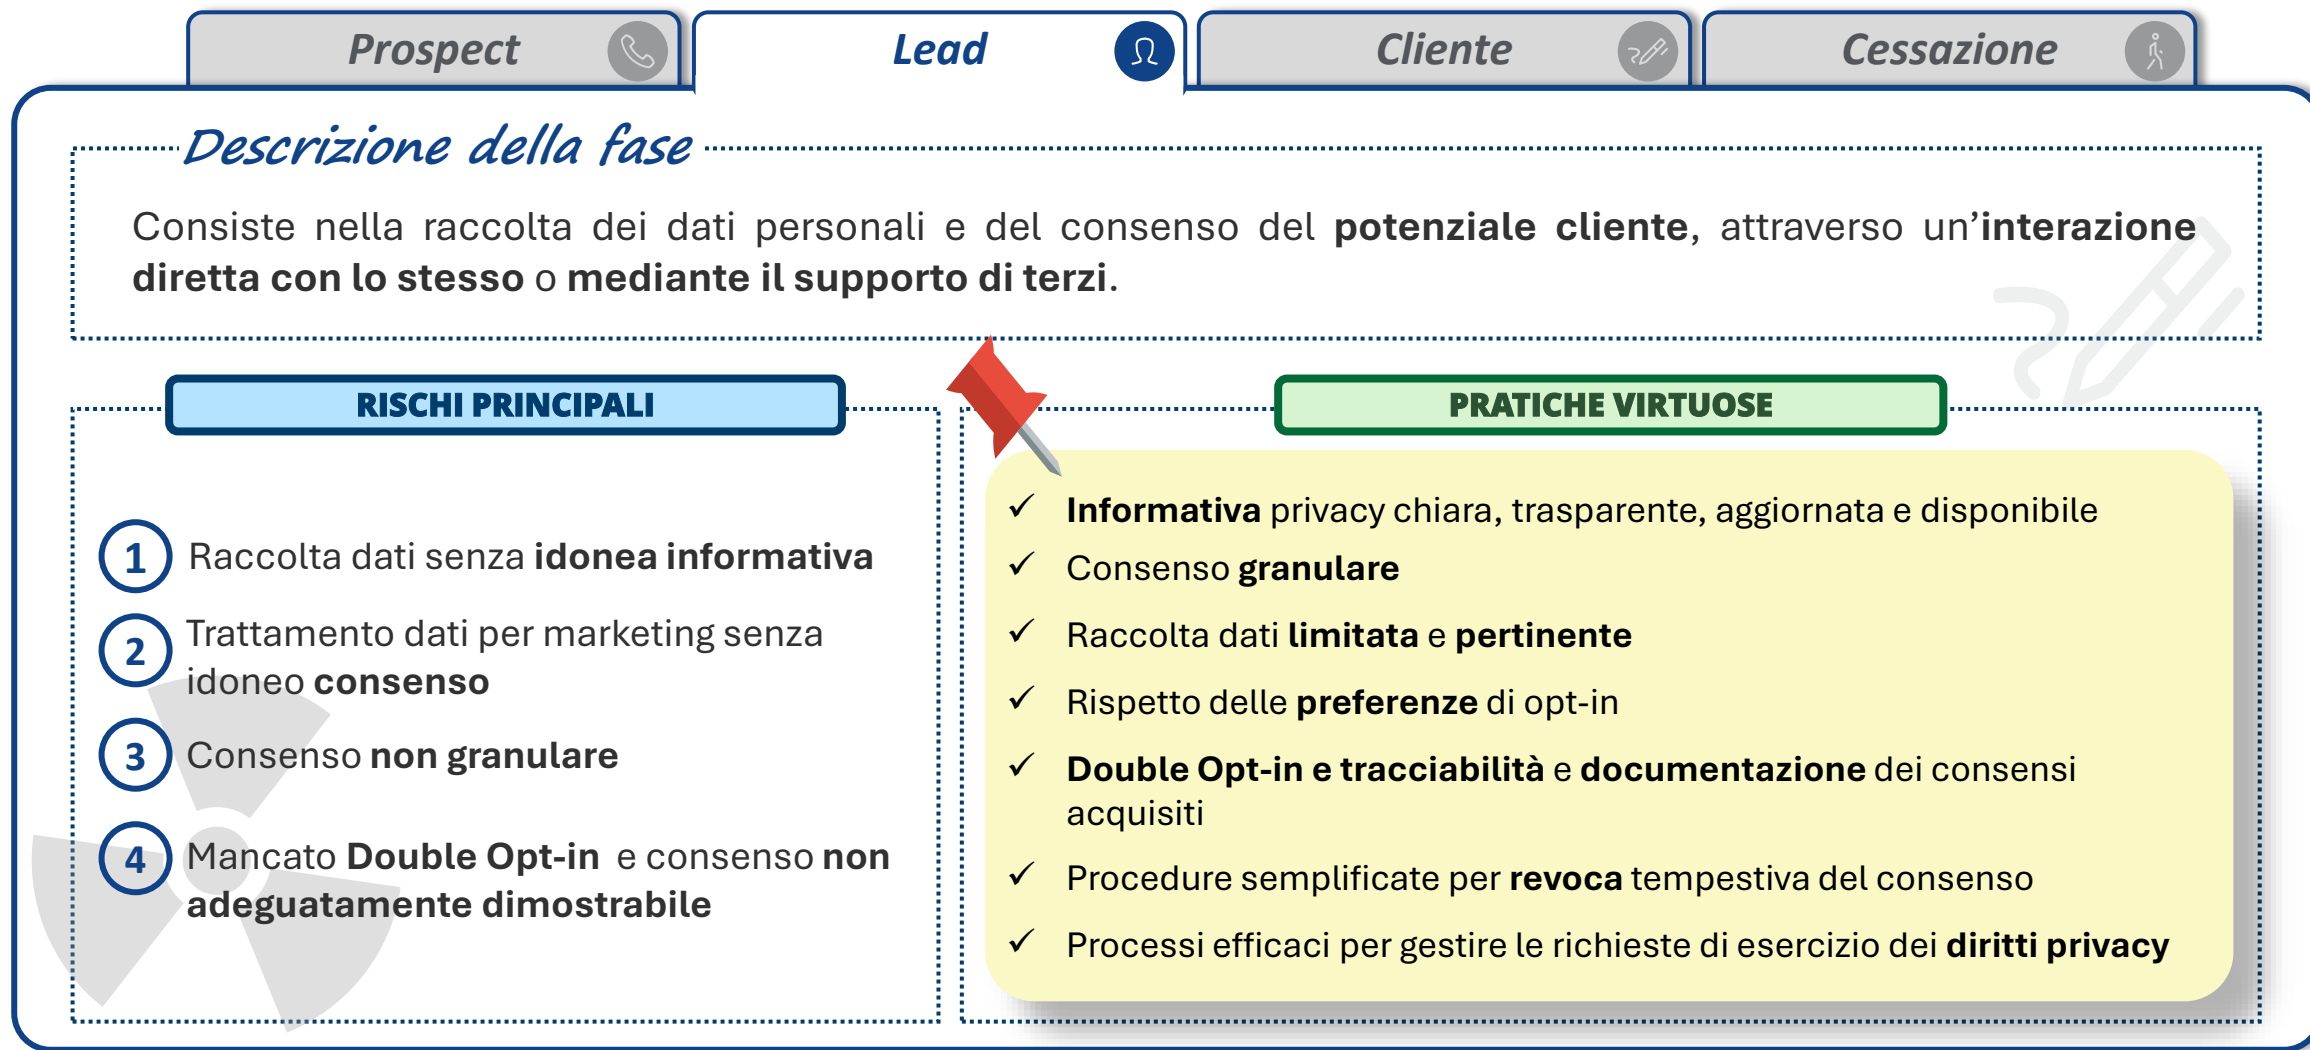 Prospect
Lead
Cliente
Cessazione
Descrizione della fase
Consiste nella raccolta dei dati personali e del consenso del potenziale cliente, attraverso un’interazione
diretta con lo stesso o mediante il supporto di terzi.
RISCHI PRINCIPALI
1 Raccolta dati senza idonea informativa
2 Trattamento dati per marketing senza
idoneo consenso
3 Consenso non granulare
4 Mancato Double Opt-in e consenso non
adeguatamente dimostrabile
PRATICHE VIRTUOSE
✓ Informativa privacy chiara, trasparente, aggiornata e disponibile
✓ Consenso granulare
✓ Raccolta dati limitata e pertinente
✓ Rispetto delle preferenze di opt-in
✓ Double Opt-in e tracciabilità e documentazione dei consensi
acquisiti
✓ Procedure semplificate per revoca tempestiva del consenso
✓ Processi efficaci per gestire le richieste di esercizio dei diritti privacy